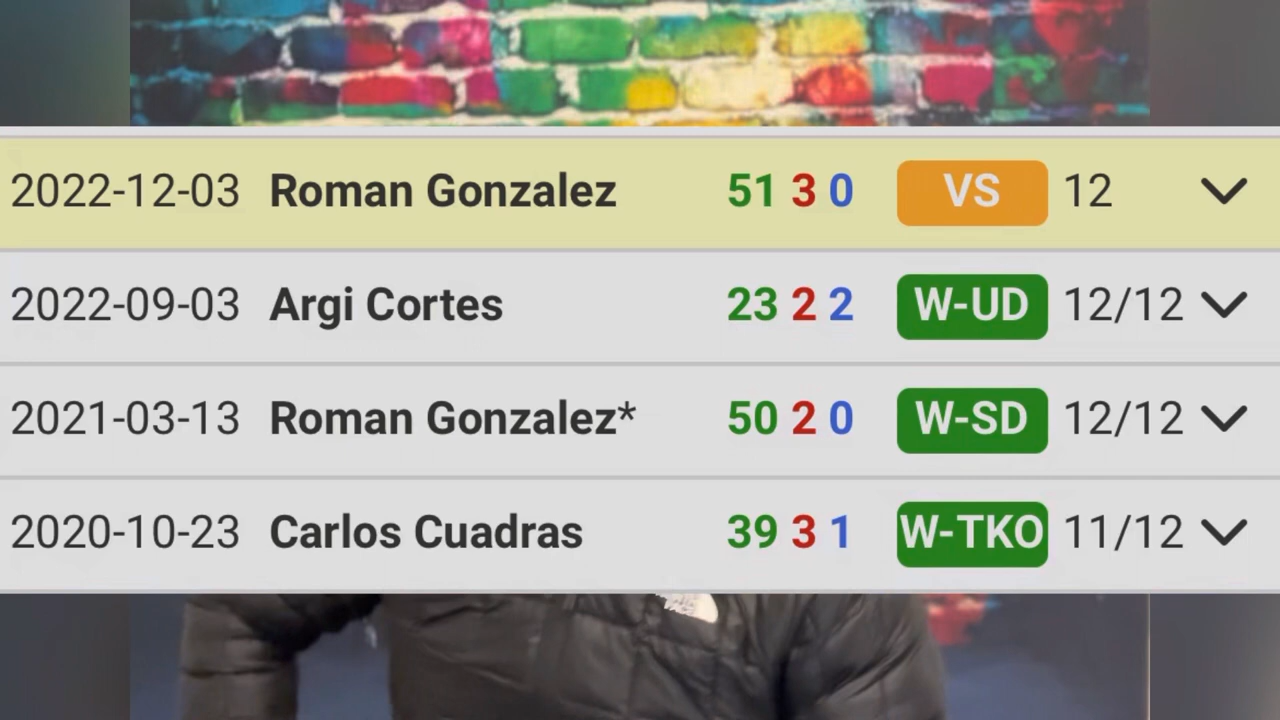 2022-12-03 Roman Gonzalez 51 3 0 VS 12
2022-09-03 Argi Cortes 23 2 2 W-UD 12/12
2021-03-13 Roman Gonzalez* 50 2 0 W-SD 12/12
2020-10-23 Carlos Cuadras 39 3 1 W-TKO 11/12